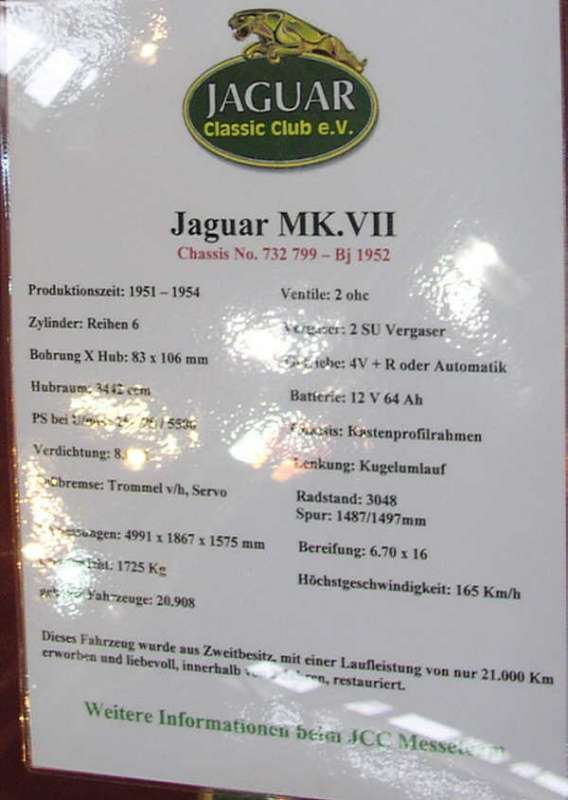 JAGUAR
Classic Club e.V.
Jaguar MK.VII
Chassis No. 732 799 – Bj 1952
Produktionszeit: 1951 – 1954
Zylinder: Reihen 6
Bohrung X Hub: 83 x 106 mm
Hubraum: 3442 ccm
PS bei
Verdichtung:
Trommel v/h, Servo
4991 x 1867 x 1575 mm
1725 Kg
Fahrzeuge: 20.908
Ventile: 2 ohc
Vergaser: 2 SU Vergaser
4V + R oder Automatik
Batterie: 12 V 64 Ah
Chassis: Kastenprofilrahmen
Lenkung: Kugelumlauf
Radstand: 3048
Spur: 1487/1497mm
Bereifung: 6.70 x 16
Höchstgeschwindigkeit: 165 Km/h
Dieses Fahrzeug wurde aus Zweitbesitz, mit einer Laufleistung von nur 21.000 Km
erworben und liebevoll, innerhalb restauriert.
Weitere Informationen beim JCC Messeteam